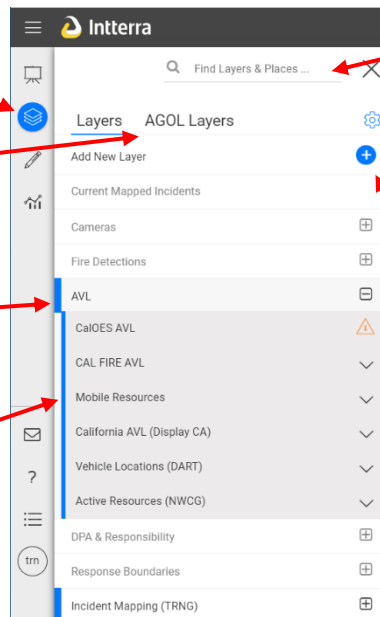 Intterra
Find Layers & Places ...
Layers AGOL Layers
Add New Layer
Current Mapped Incidents
Cameras
Fire Detections
AVL
CalOES AVL
CAL FIRE AVL
Mobile Resources
California AVL (Display CA)
Vehicle Locations (DART)
Active Resources (NWCG)
?
DPA & Responsibility
trn
Response Boundaries
Incident Mapping (TRNG)